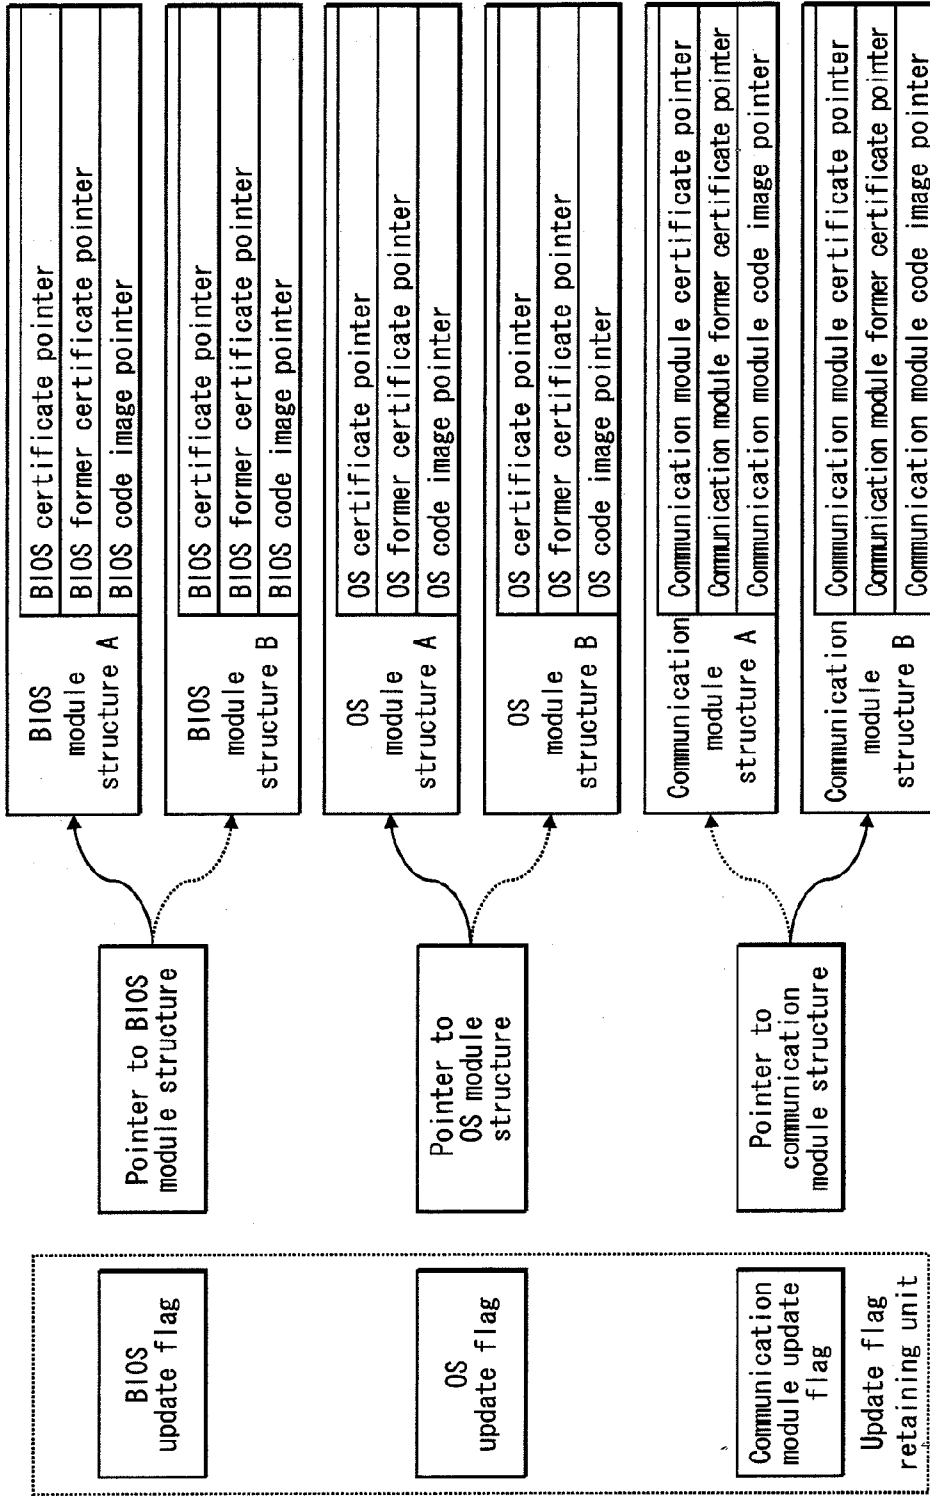 BIOS
update flag
OS
update flag
Communication
module update
flag
Update flag
retaining unit
Pointer to BIOS
module structure
Pointer to
OS module
structure
Pointer to
communication
module structure
BIOS
module
structure A
BIOS certificate pointer
BIOS former certificate pointer
BIOS code image pointer
BIOS
module
structure B
BIOS certificate pointer
BIOS former certificate pointer
BIOS code image pointer
OS
module
structure A
OS certificate pointer
OS former certificate pointer
OS code image pointer
OS
module
structure B
OS certificate pointer
OS former certificate pointer
OS code image pointer
Communication
module
structure A
Communication module certificate pointer
Communication module former certificate pointer
Communication module code image pointer
Communication
module
structure B
Communication module certificate pointer
Communication module former certificate pointer
Communication module code image pointer